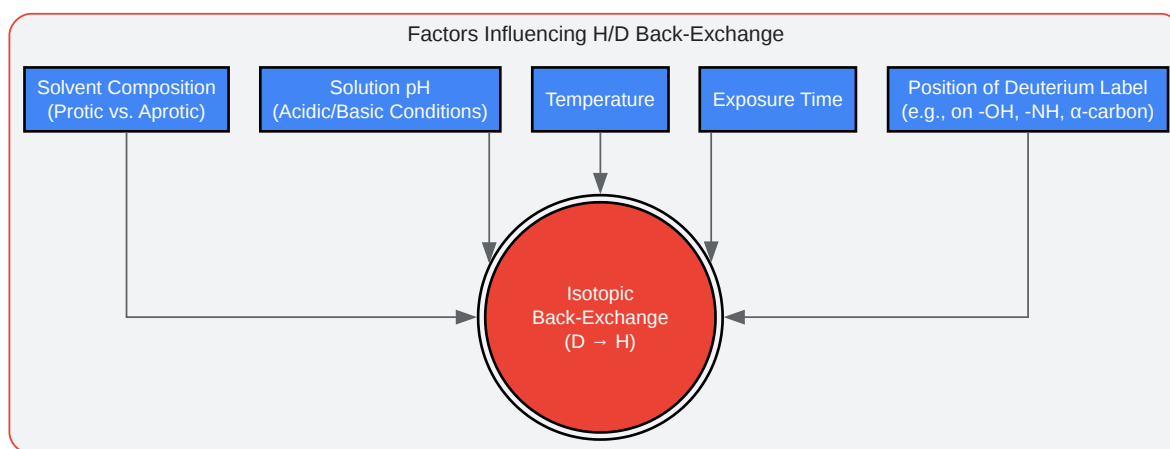 Factors Influencing H/D Back-Exchange
Solvent Composition
(Protic vs. Aprotic)
Solution pH
(Acidic/Basic Conditions)
Temperature
Exposure Time
Position of Deuterium Label
(e.g., on -OH, -NH, α-carbon)
Isotopic
Back-Exchange
(D → H)